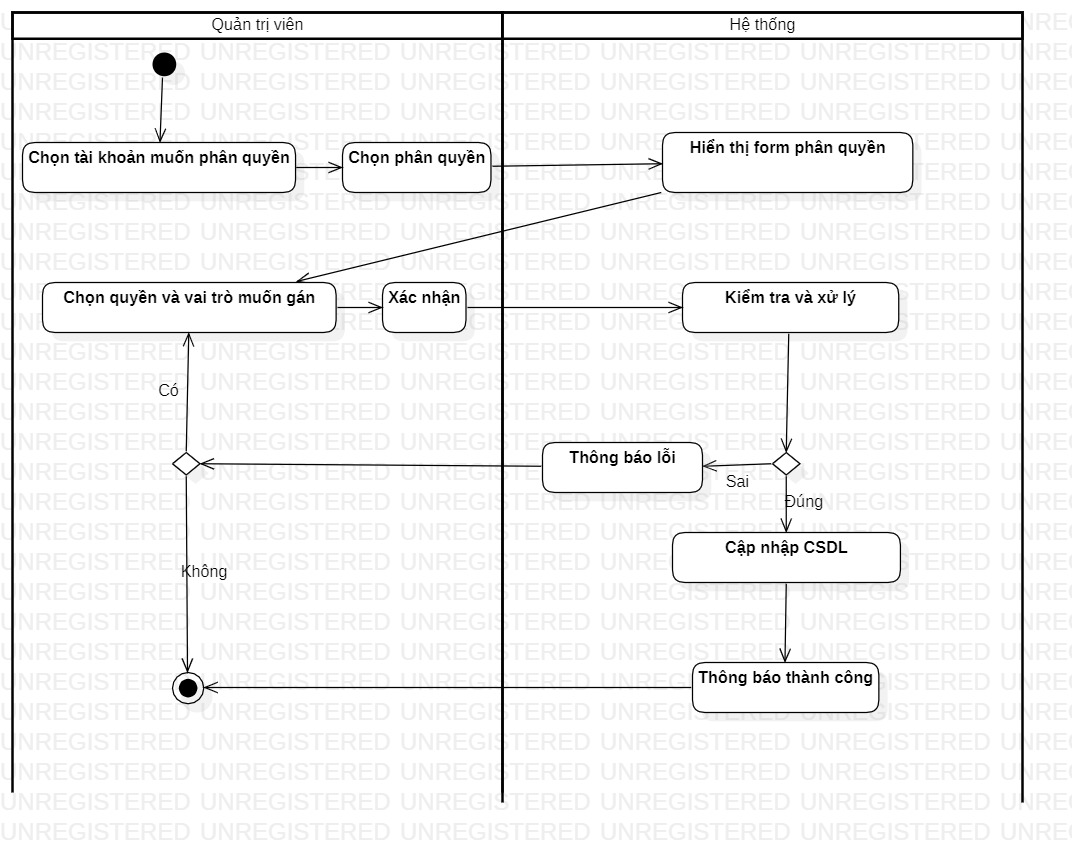 Quản trị viên
Hệ thống
Chọn tài khoản muốn phân quyền
Chọn phân quyền
Hiển thị form phân quyền
Chọn quyền và vai trò muốn gán
Xác nhận
Kiểm tra và xử lý
Có
Thông báo lỗi
Sai
Đúng
Cập nhập CSDL
Không
Thông báo thành công
UNREGISTERED